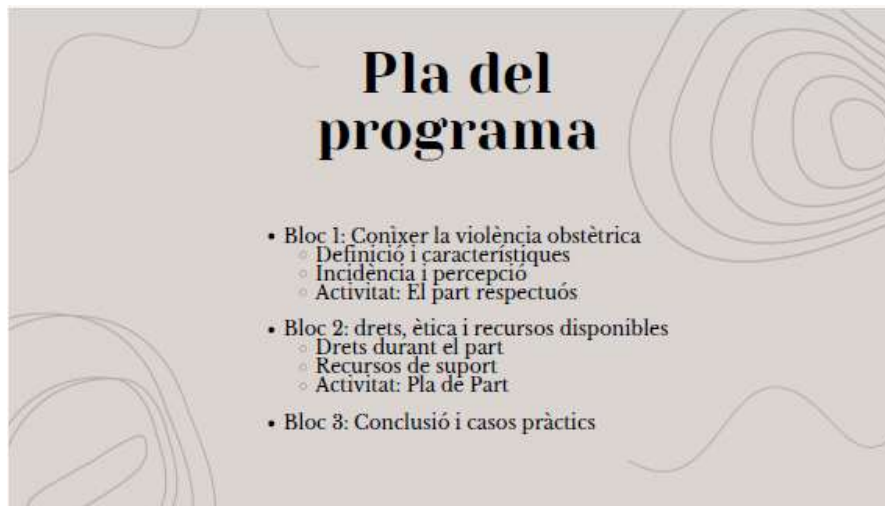 Pla del
programa
• Bloc 1: Conixer la violència obstètrica
◦ Definició i característiques
◦ Incidència i percepció
◦ Activitat: El part respectuós
• Bloc 2: drets, ètica i recursos disponibles
◦ Drets durant el part
◦ Recursos de suport
◦ Activitat: Pla de Part
• Bloc 3: Conclusió i casos pràctics